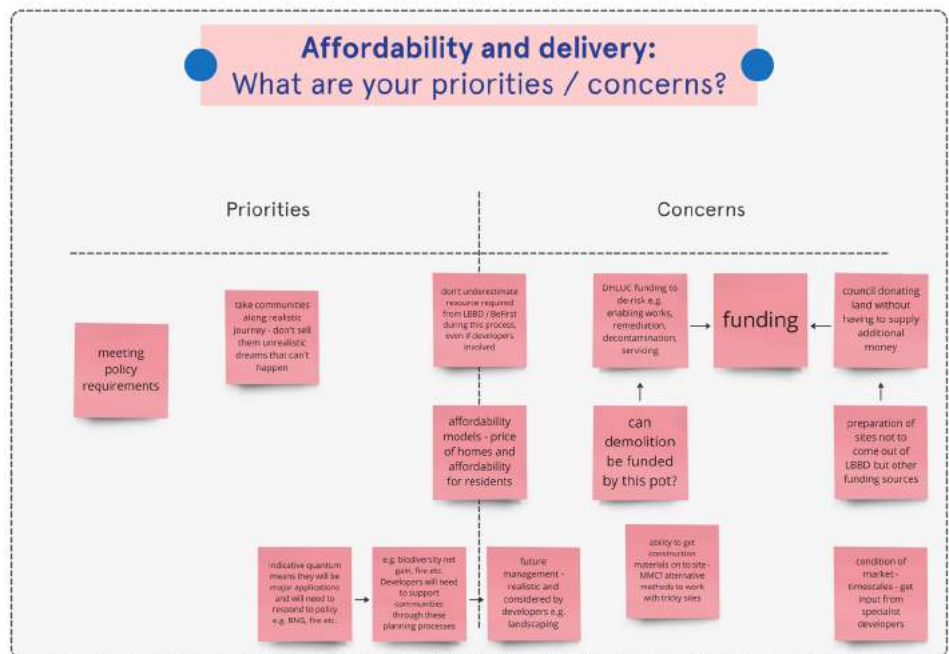 Affordability and delivery:
What are your priorities / concerns?
Priorities
Concerns
meeting
policy
requirements
take communities
along realistic
journey - don't sell
them unrealistic
dreams that can't
happen
don't underestimate
resource required
from LBBD / BeFirst
during this process,
even if developers
involved
DHLUC funding to
de risk e.g.
enabling works,
remediation,
decontamination,
servicing
funding
council donating
land without
having to supply
additional
money
affordability
models - price
of homes and
affordability
for residents
can
demolition
be funded
by this pot?
preparation of
sites not to
come out of
LBBD but other
funding sources
indicative quantum
means they will be
major applications
and will need to
respond to policy
e.g. BNG, fire etc.
e.g. biodiversity net
gain, fire etc.
Developers will need
to support
communities
through these
planning processes
future
management -
realistic and
considered by
developers e.g.
landscaping
ability to get
construction
materials on to site -
MMC? alternative
methods to work
with tricky sites
condition of
market -
timescales - get
input from
specialist
developers